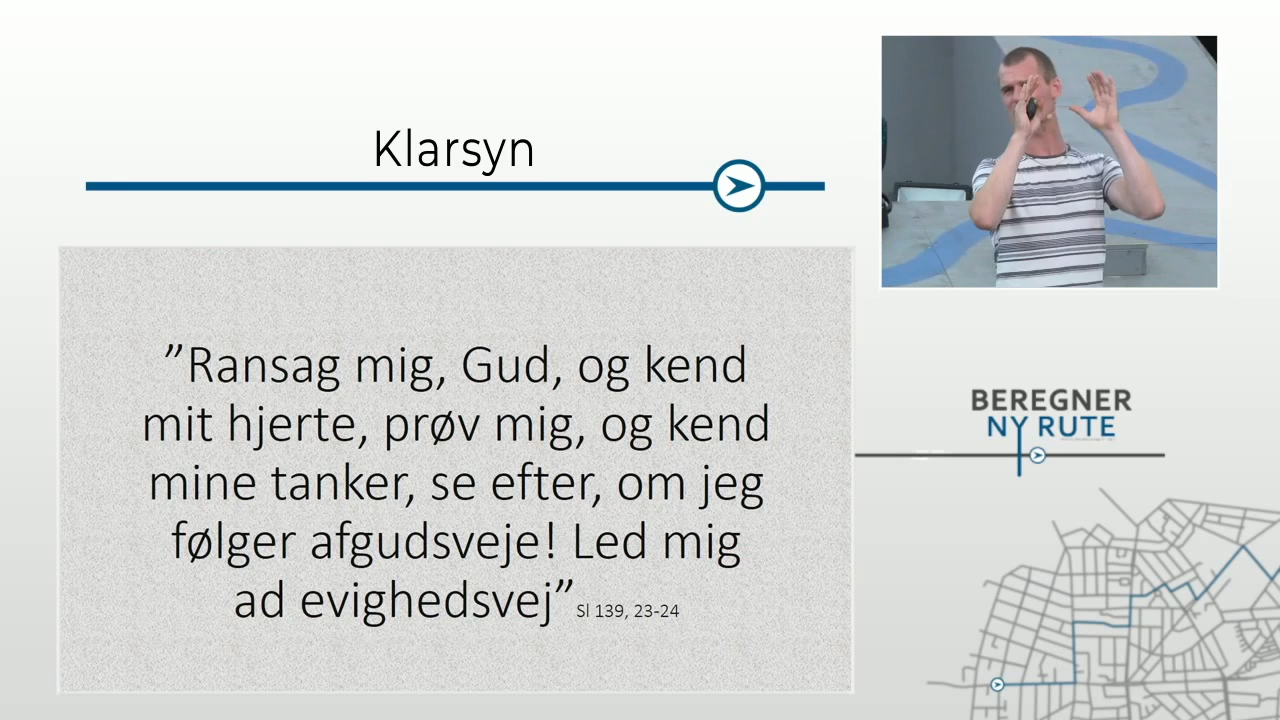 Klarsyn
”Ransag mig, Gud, og kend
mit hjerte, prøv mig, og kend
mine tanker, se efter, om jeg
følger afgudsveje! Led mig
ad evighedsvej” Sl 139, 23-24
BEREGNER
NY RUTE